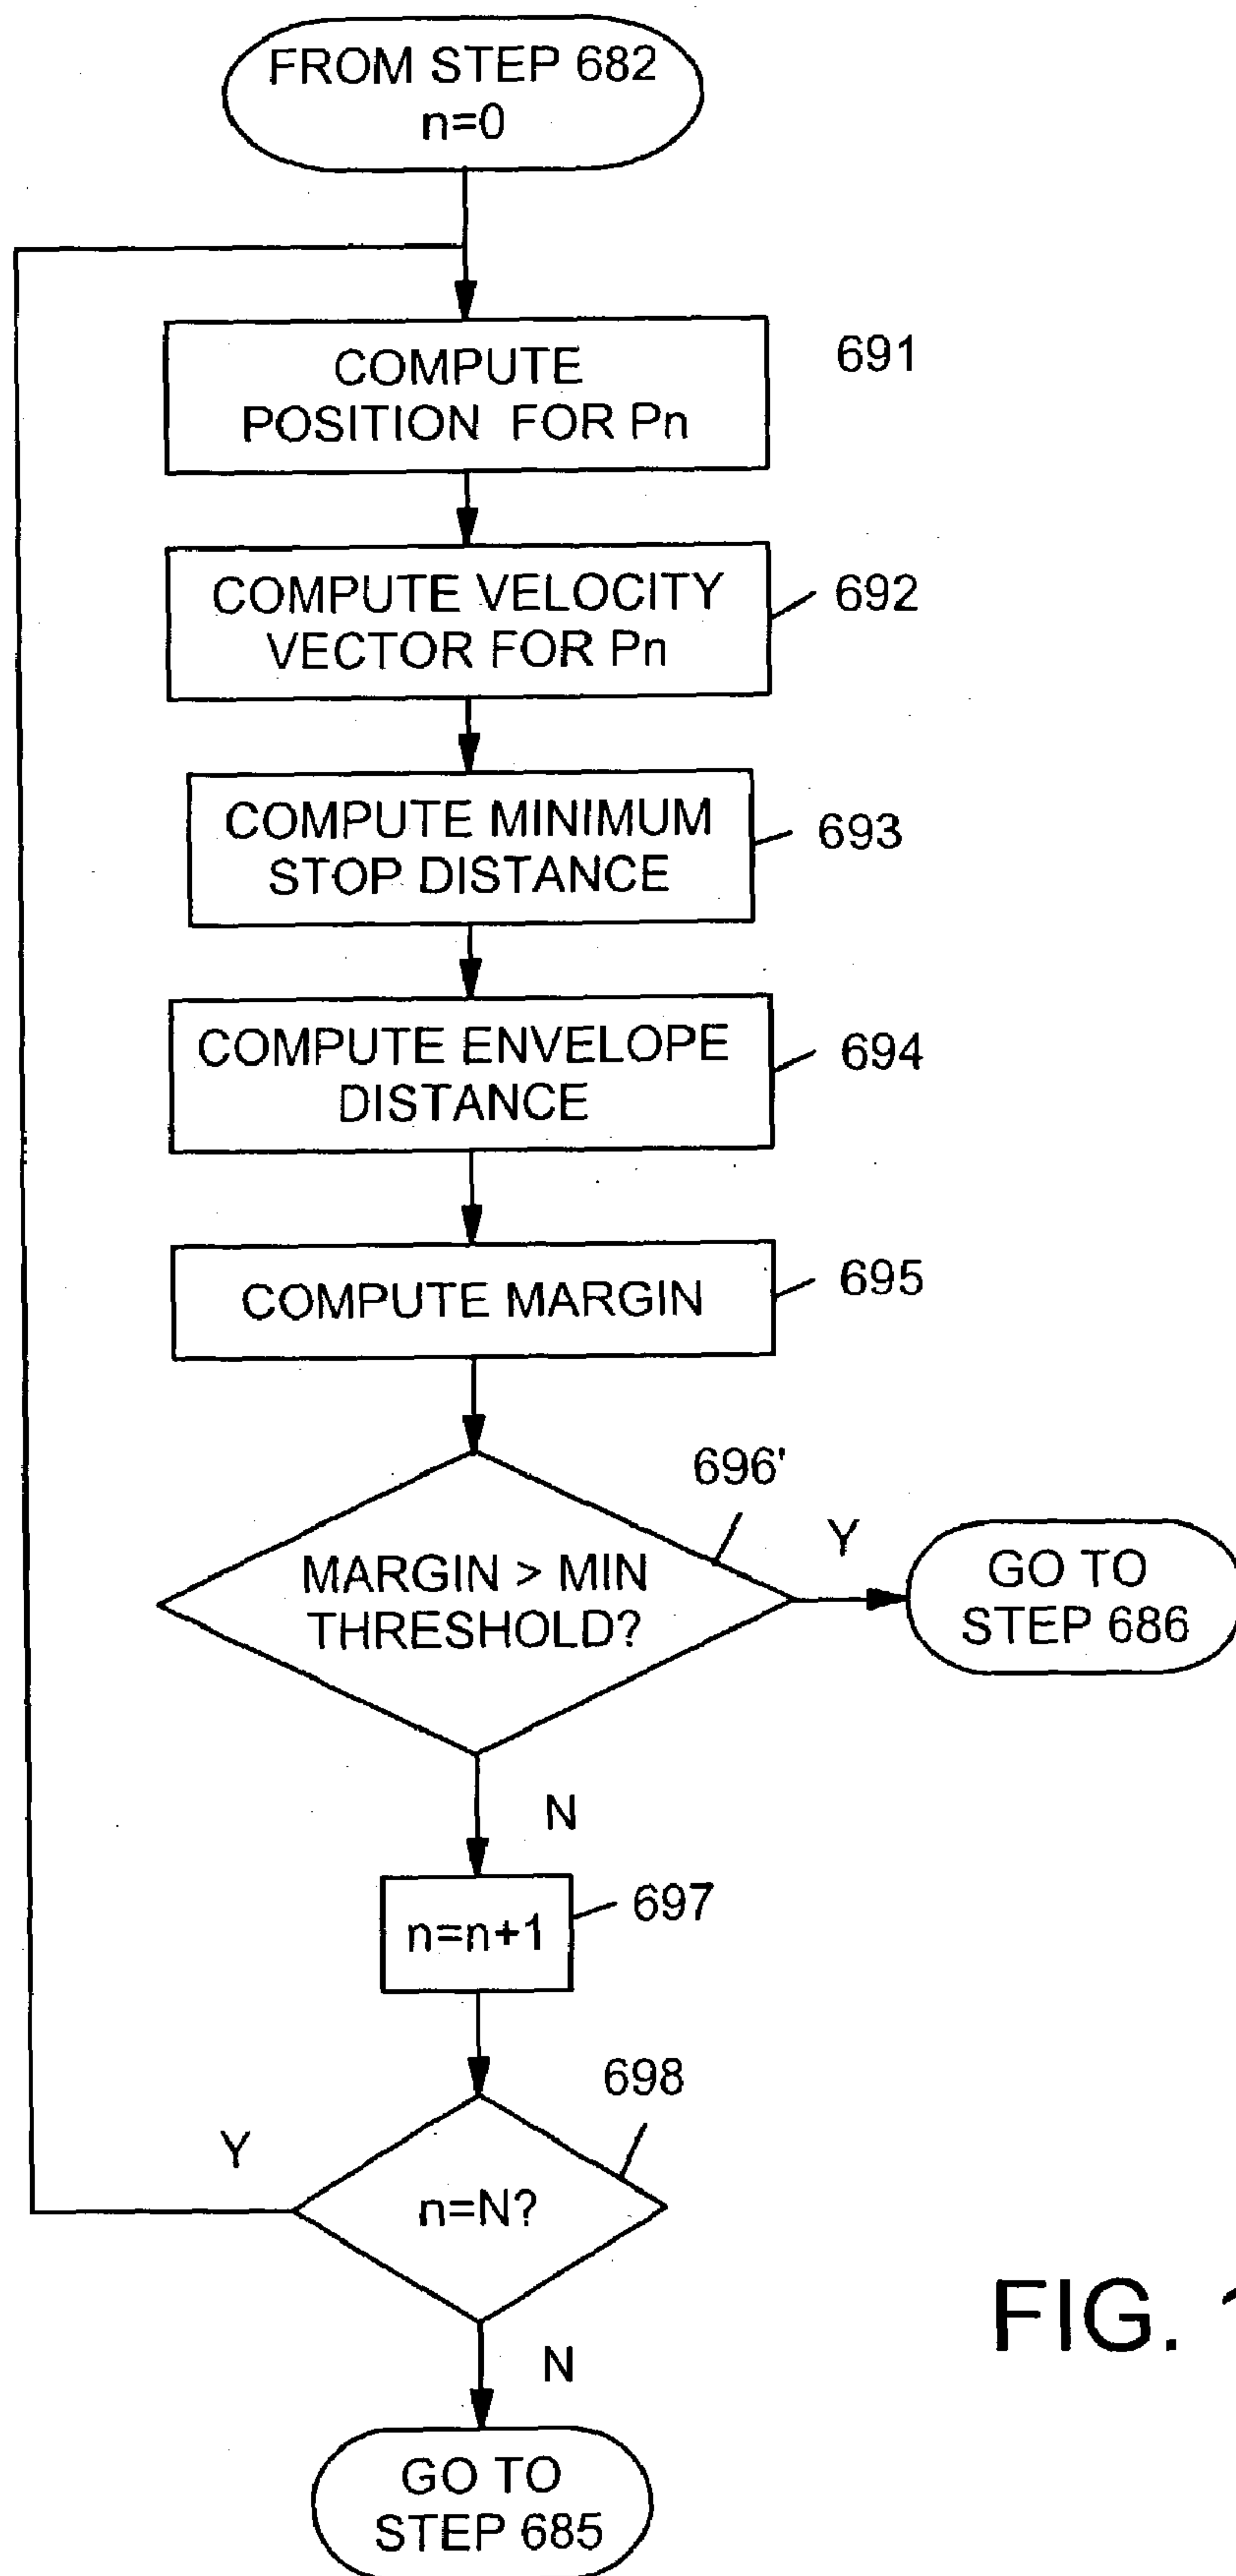 FROM STEP 682
n=0
COMPUTE
POSITION FOR Pn
691
COMPUTE VELOCITY
VECTOR FOR Pn
692
COMPUTE MINIMUM
STOP DISTANCE
693
COMPUTE ENVELOPE
DISTANCE
694
COMPUTE MARGIN
695
696'
MARGIN > MIN
THRESHOLD?
Y
GO TO
STEP 686
N
n=n+1
697
698
Y
n=N?
FIG.
N
GO TO
STEP 685